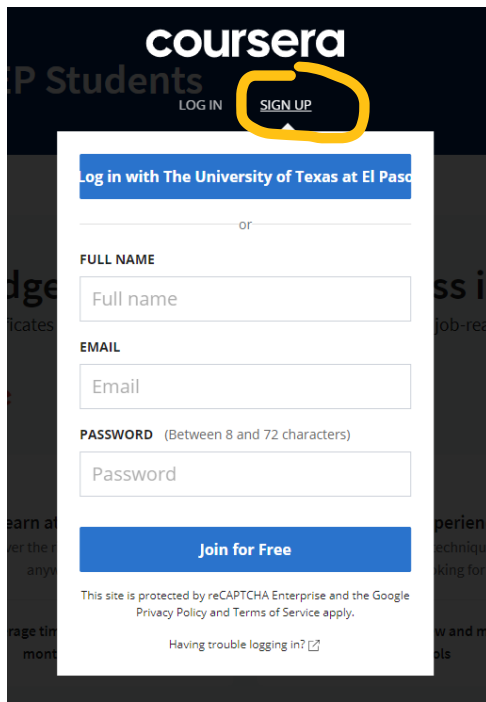 coursera
EP Students
LOG IN SIGN UP
Log in with The University of Texas at El Paso
or
FULL NAME
Full name
EMAIL
Email
PASSWORD (Between 8 and 72 characters)
Password
Join for Free
This site is protected by reCAPTCHA Enterprise and the Google
Privacy Policy and Terms of Service apply.
Having trouble logging in?